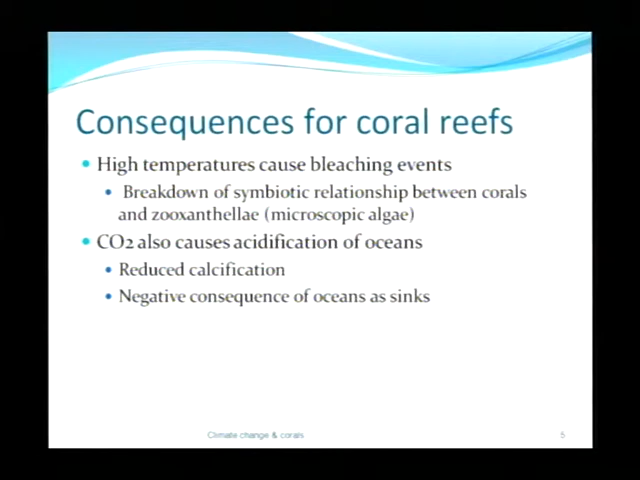 Consequences for coral reefs
• High temperatures cause bleaching events
• Breakdown of symbiotic relationship between corals
and zooxanthellae (microscopic algae)
• CO2 also causes acidification of oceans
• Reduced calcification
• Negative consequence of oceans as sinks
Climate change & corals
5